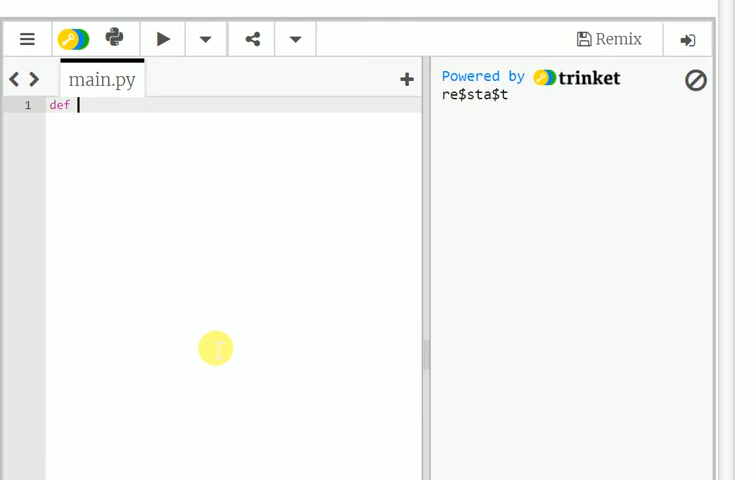 Remix
main.py
+
Powered by trinket
1 def
re$sta$t